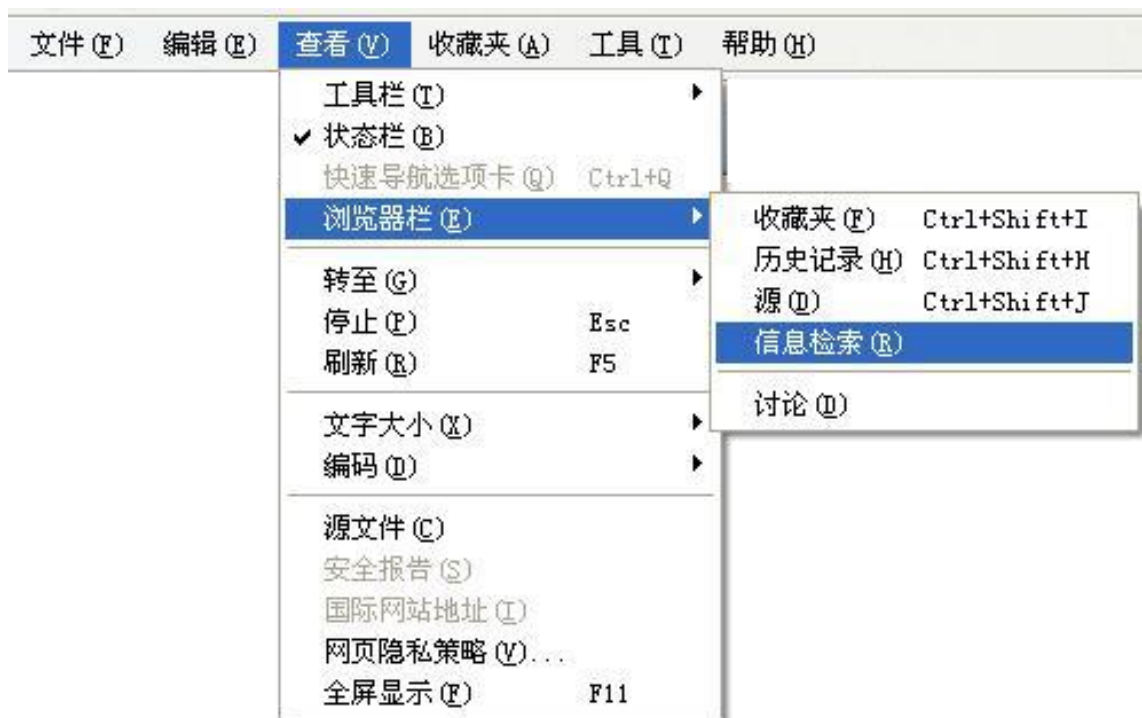 文件(F) 编辑(E) 查看(V) 收藏夹(A) 工具(T) 帮助(H)
工具栏(T)
状态栏(B)
快速导航选项卡(Q) Ctrl+Q
浏览器栏(E)
转至(G)
停止(P) Esc
刷新(R) F5
文字大小(X)
编码(D)
源文件(C)
安全报告(S)
国际网站地址(I)
网页隐私策略(V)...
全屏显示(F) F11
收藏夹(F) Ctrl+Shift+I
历史记录(H) Ctrl+Shift+H
源(D) Ctrl+Shift+J
信息检索(R)
讨论(D)